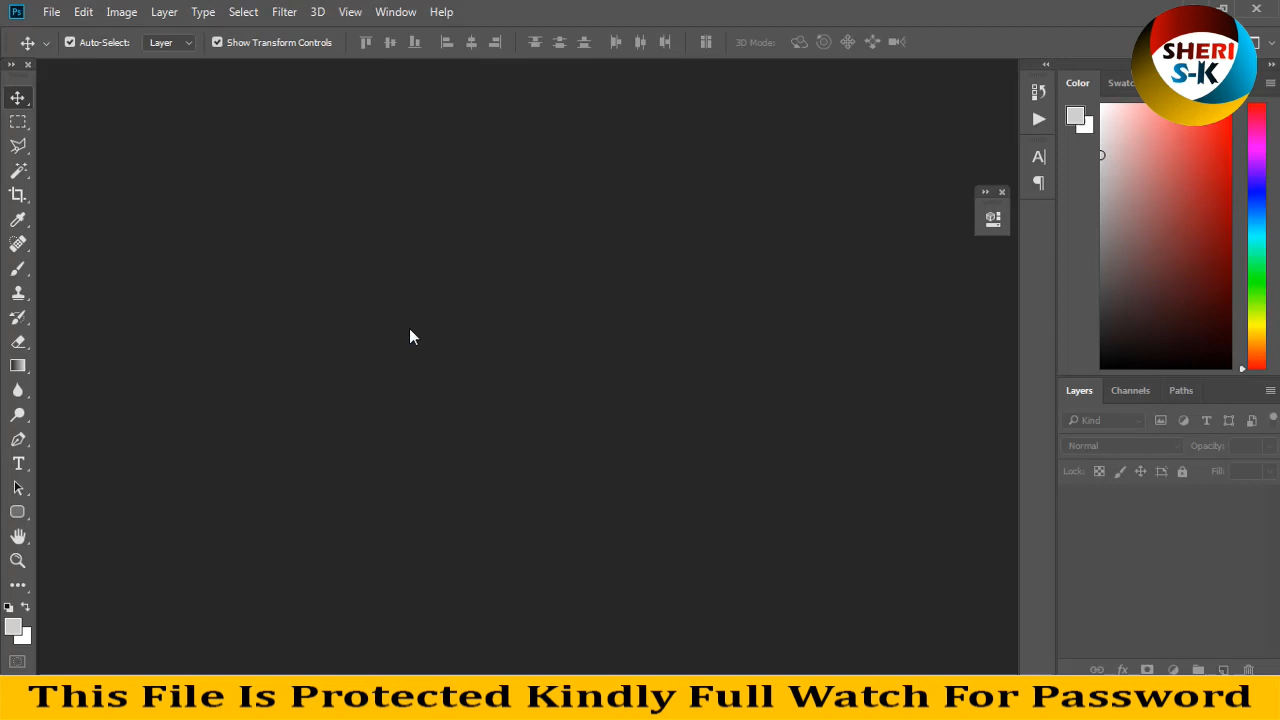 Ps File Edit Image Layer Type Select Filter 3D View Window Help
Auto-Select: Layer Show Transform Controls 3D Mode:
SHERI
S-K
Color Swatc
A
T
Layers Channels Paths
Kind
Normal Opacity:
Lock: Fill:
fx
This File Is Protected Kindly Full Watch For Password